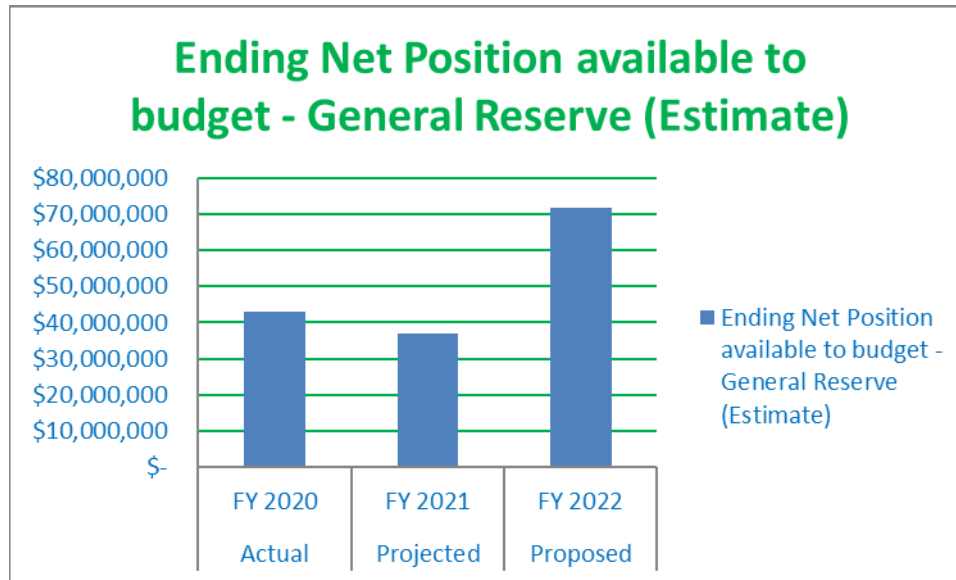 Ending Net Position available to
budget - General Reserve (Estimate)
$80,000,000
$70,000,000
$60,000,000
$50,000,000
$40,000,000
$30,000,000
$20,000,000
$10,000,000
$-
FY 2020
FY 2021
FY 2022
Actual
Projected
Proposed
Ending Net Position
available to budget -
General Reserve
(Estimate)